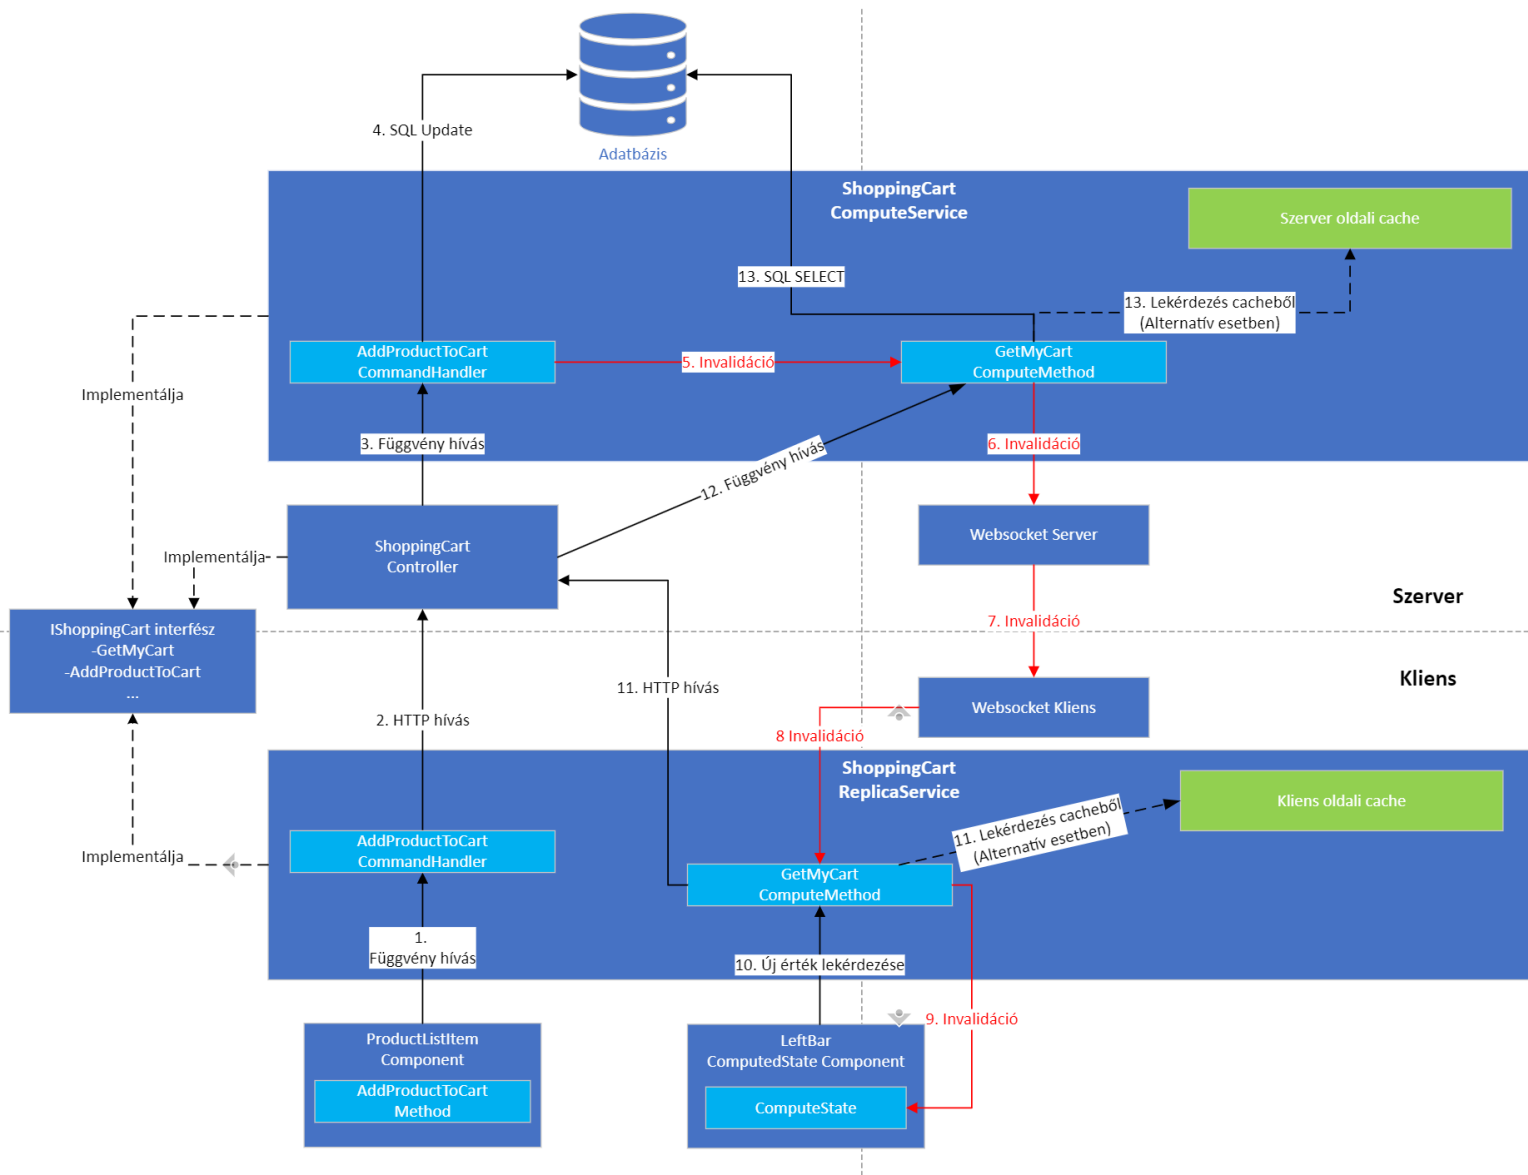 4. SQL Update
Adatbázis
ShoppingCart
ComputeService
Szerver oldali cache
13. SQL SELECT
13. Lekérdezés cacheből
(Alternatív esetben)
AddProductToCart
CommandHandler
5. Invalidáció
GetMyCart
ComputeMethod
Implementálja
3. Függvény hívás
12. Függvény hívás
6. Invalidáció
ShoppingCart
Controller
Implementálja
Websocket Server
Szerver
IShoppingCart interfész
-GetMyCart
-AddProductToCart
...
7. Invalidáció
Kliens
11. HTTP hívás
2. HTTP hívás
Websocket Kliens
8 Invalidáció
ShoppingCart
ReplicaService
Kliens oldali cache
11. Lekérdezés cacheből
(Alternatív esetben)
AddProductToCart
CommandHandler
Implementálja
GetMyCart
ComputeMethod
1.
Függvény hívás
10. Új érték lekérdezése
9. Invalidáció
ProductListItem
Component
AddProductToCart
Method
LeftBar
ComputedState Component
ComputeState